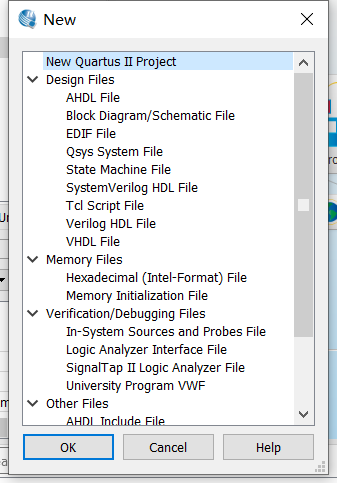 New
New Quartus II Project
Design Files
AHDL File
Block Diagram/Schematic File
EDIF File
Qsys System File
State Machine File
SystemVerilog HDL File
Tcl Script File
Verilog HDL File
VHDL File
Memory Files
Hexadecimal (Intel-Format) File
Memory Initialization File
Verification/Debugging Files
In-System Sources and Probes File
Logic Analyzer Interface File
SignalTap II Logic Analyzer File
University Program VWF
Other Files
AHDL Include File
OK Cancel Help